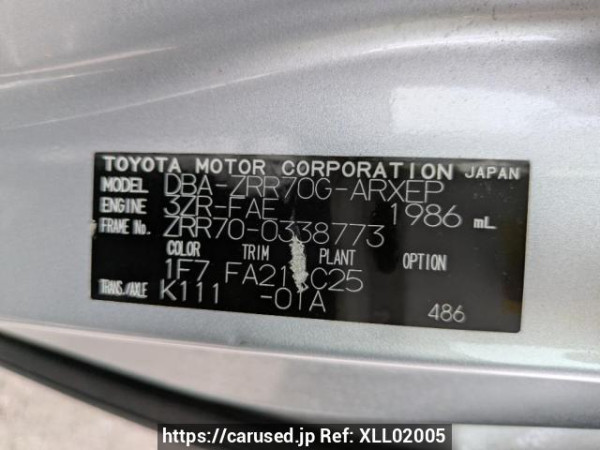 TOYOTA MOTOR CORPORATION JAPAN
MODEL DBA-ZRR70G-ARXEP
ENGINE 3ZR-FAE 1986 mL
FRAME No. ZRR70-0338773
COLOR TRIM PLANT OPTION
1F7 FA21 C25
TRANS./AXLE K111 -01A
486
https://carused.jp Ref: XLL02005